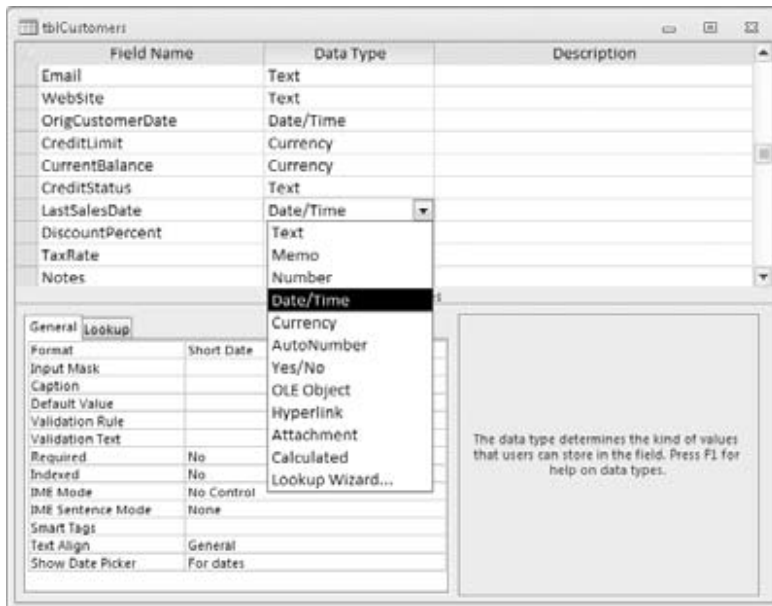 tblCustomers
Field Name Data Type Description
Email Text
WebSite Text
OrigCustomerDate Date/Time
CreditLimit Currency
CurrentBalance Currency
CreditStatus Text
LastSalesDate Date/Time
DiscountPercent
TaxRate
Notes
Text
Memo
Number
Date/Time
Currency
AutoNumber
Yes/No
OLE Object
Hyperlink
Attachment
Calculated
Lookup Wizard...
General Lookup
Format Short Date
Input Mask
Caption
Default Value
Validation Rule
Validation Text
Required No
Indexed No
IME Mode No Control
IME Sentence Mode None
Smart Tags
Text Align General
Show Date Picker For dates
The data type determines the kind of values
that users can store in the field. Press F1 for
help on data types.